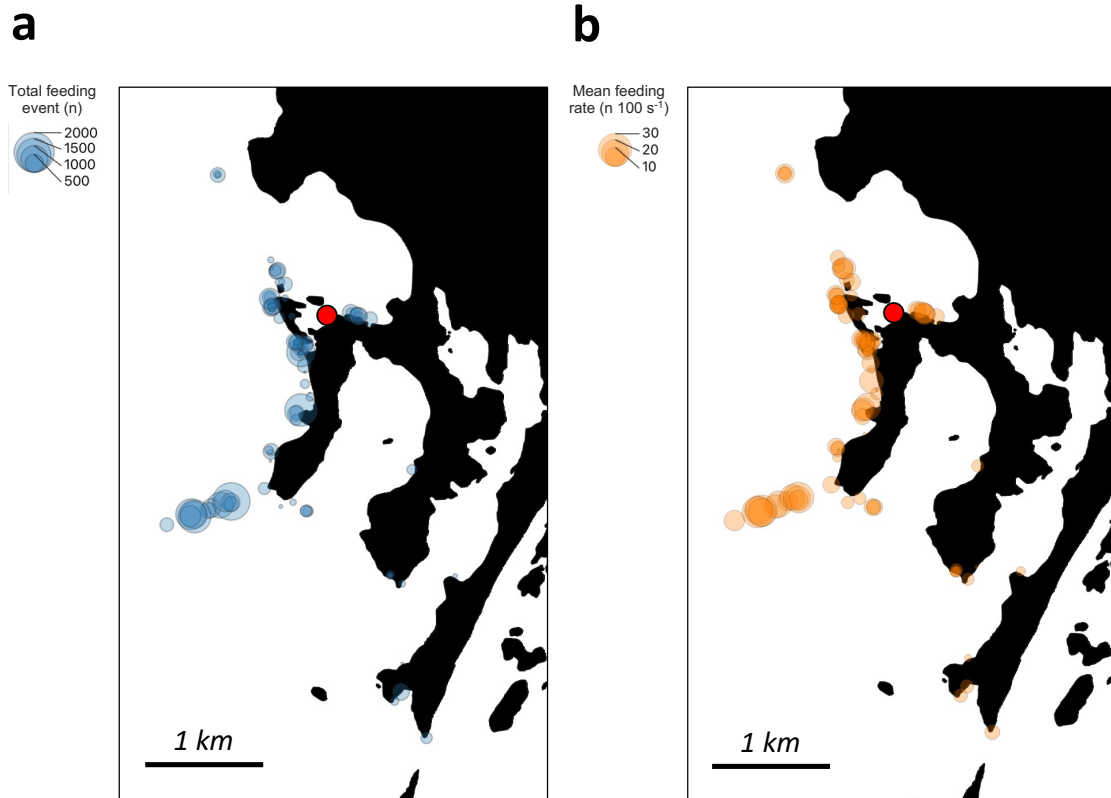 a
b
Total feeding
event (n)
2000
1500
1000
500
Mean feeding
rate (n 100 s⁻¹)
30
20
10
1 km
1 km